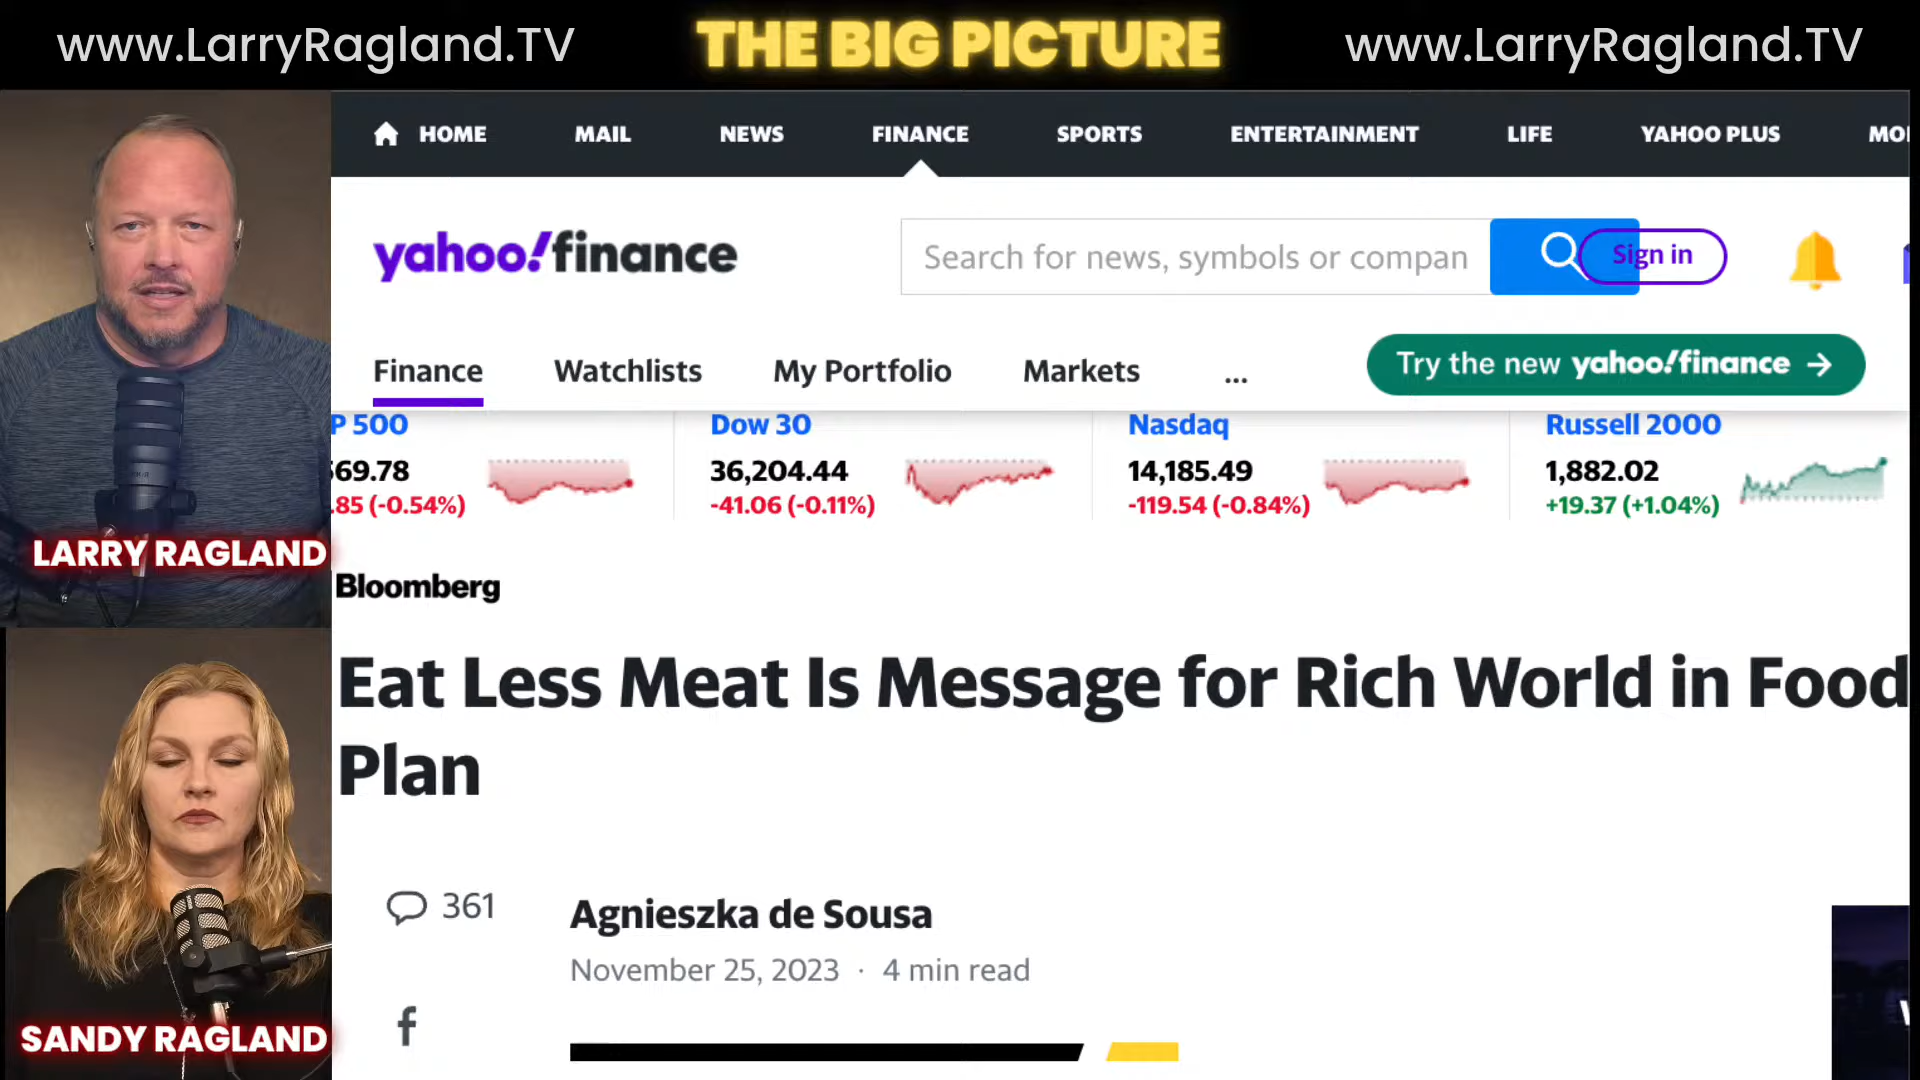 www.LarryRagland.TV
THE BIG PICTURE
www.LarryRagland.TV
HOME MAIL NEWS FINANCE SPORTS ENTERTAINMENT LIFE YAHOO PLUS MO
yahoo!finance
Search for news, symbols or compan
Sign in
Finance Watchlists My Portfolio Markets ...
Try the new yahoo!finance →
P 500 Dow 30 Nasdaq Russell 2000
569.78 36,204.44 14,185.49 1,882.02
.85 (-0.54%) -41.06 (-0.11%) -119.54 (-0.84%) +19.37 (+1.04%)
LARRY RAGLAND
Bloomberg
Eat Less Meat Is Message for Rich World in Food
Plan
361
Agnieszka de Sousa
November 25, 2023 · 4 min read
SANDY RAGLAND